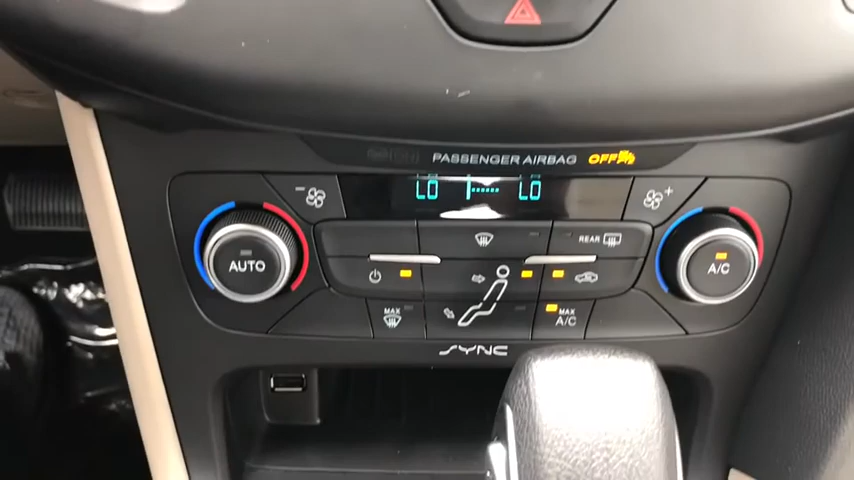 PASSENGER AIRBAG OFF
LO LO
- +
REAR
AUTO
A/C
MAX
MAX
A/C
SYNC